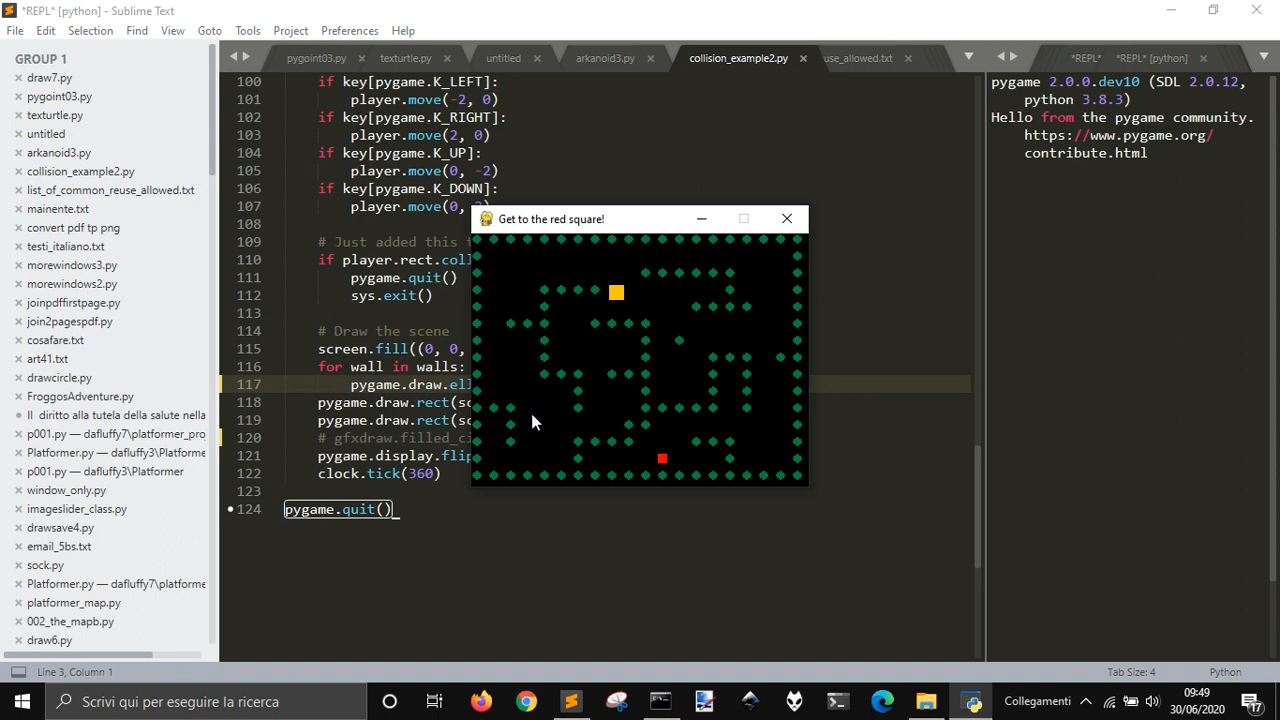 *REPL* [python] - Sublime Text
File Edit Selection Find View Goto Tools Project Preferences Help
GROUP 1
draw7.py
pygoint03.py
texturtle.py
untitled
arkanoid3.py
collision_example2.py
list_of_common_reuse_allowed.txt
mainente.txt
convert pdf tp png
testi_italiano.txt
morewindows3.py
morewindows2.py
joinpdffirstpage.py
join2pagespdf.py
cosafare.txt
art41.txt
drawcircle.py
FroggosAdventure.py
Il diritto alla tutela della salute nella
p001.py — dafluffy7\platformer_pro
Platformer.py — dafluffy3\Platform
p001.py — dafluffy3\Platformer
window_only.py
imageslider_class.py
drawsave4.py
email_5bs.txt
sock.py
Platformer.py — dafluffy7\platforme
platformer_map.py
002_the_mapb.py
draw6.py
pygoint03.py texturtle.py untitled arkanoid3.py collision_example2.py use_allowed.txt
100 if key[pygame.K_LEFT]:
101 player.move(-2, 0)
102 if key[pygame.K_RIGHT]:
103 player.move(2, 0)
104 if key[pygame.K_UP]:
105 player.move(0, -2)
106 if key[pygame.K_DOWN]:
107 player.move(0, 2)
108
109 # Just added this t
110 if player.rect.coll
111 pygame.quit()
112 sys.exit()
113
114 # Draw the scene
115 screen.fill((0, 0,
116 for wall in walls:
117 pygame.draw.ell
118 pygame.draw.rect(sc
119 pygame.draw.rect(sc
120 # gfxdraw.filled_ci
121 pygame.display.flip
122 clock.tick(360)
123
124 pygame.quit()
Get to the red square!
*REPL* *REPL* [python]
pygame 2.0.0.dev10 (SDL 2.0.12,
python 3.8.3)
Hello from the pygame community.
https://www.pygame.org/
contribute.html
Line 3, Column 1 Tab Size: 4 Python
Scrivi qui per eseguire la ricerca
Collegamenti
09:49
30/06/2020
17